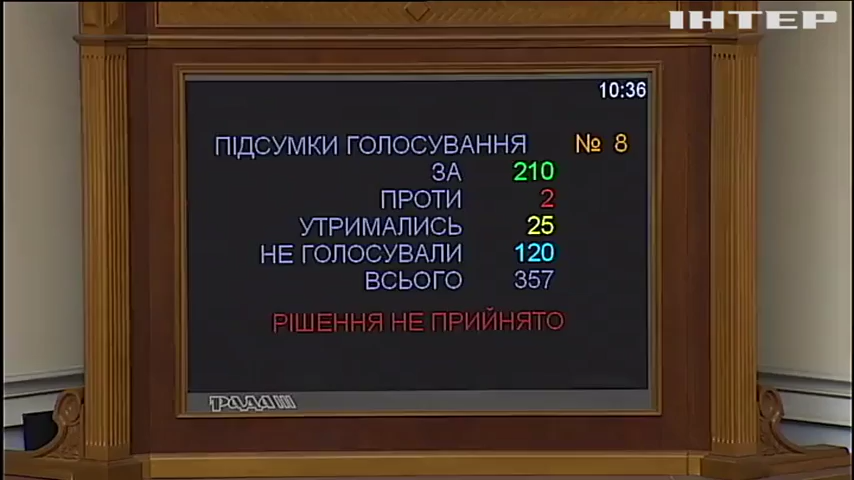 ІНТЕР
10:36
ПІДСУМКИ ГОЛОСУВАННЯ № 8
ЗА 210
ПРОТИ 2
УТРИМАЛИСЬ 25
НЕ ГОЛОСУВАЛИ 120
ВСЬОГО 357
РІШЕННЯ НЕ ПРИЙНЯТО
РАДА III